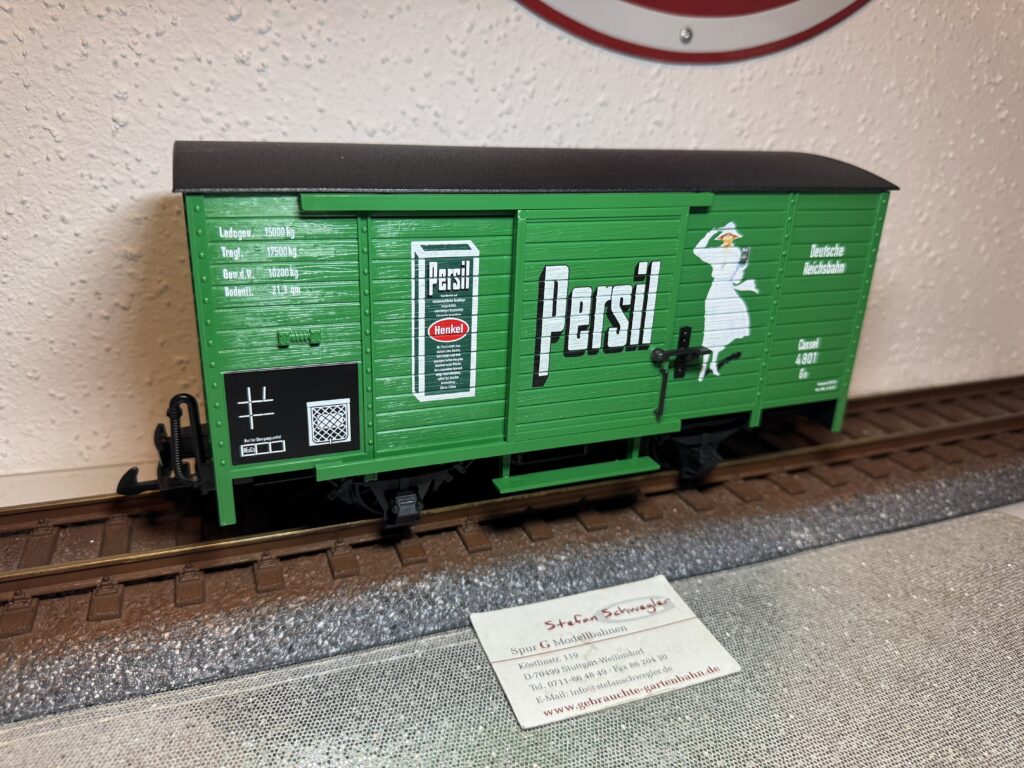 Ladegew. 15000 kg
Tragf. 17500 kg
Gew.d.W. 10200 kg
Bodenfl. 21,3 qm
Persil
Henkel
Persil
Deutsche
Reichsbahn
Cassel
4801
Stefan Schwegler
Spur G Modellbahnen
Köstlinstr. 119
D-70499 Stuttgart-Weilimdorf
Tel. 0711-86 48 49 · Fax 86 204 30
E-Mail: info@stefanschwegler.de
www.gebrauchte-gartenbahn.de